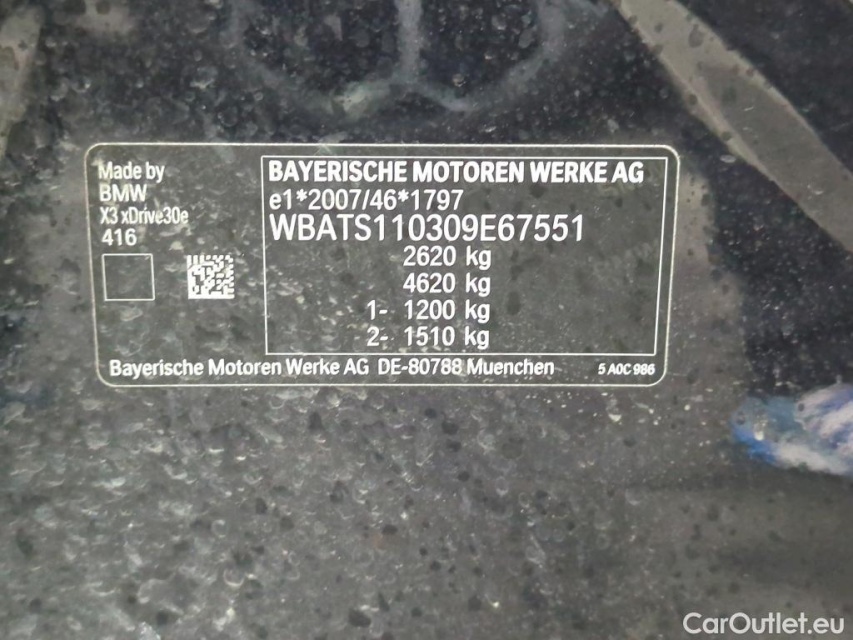 Made by
BMW
X3 xDrive30e
416
BAYERISCHE MOTOREN WERKE AG
e1*2007/46*1797
WBATS110309E67551
2620 kg
4620 kg
1- 1200 kg
2- 1510 kg
Bayerische Motoren Werke AG DE-80788 Muenchen 5 A0C 986
CarOutlet.eu